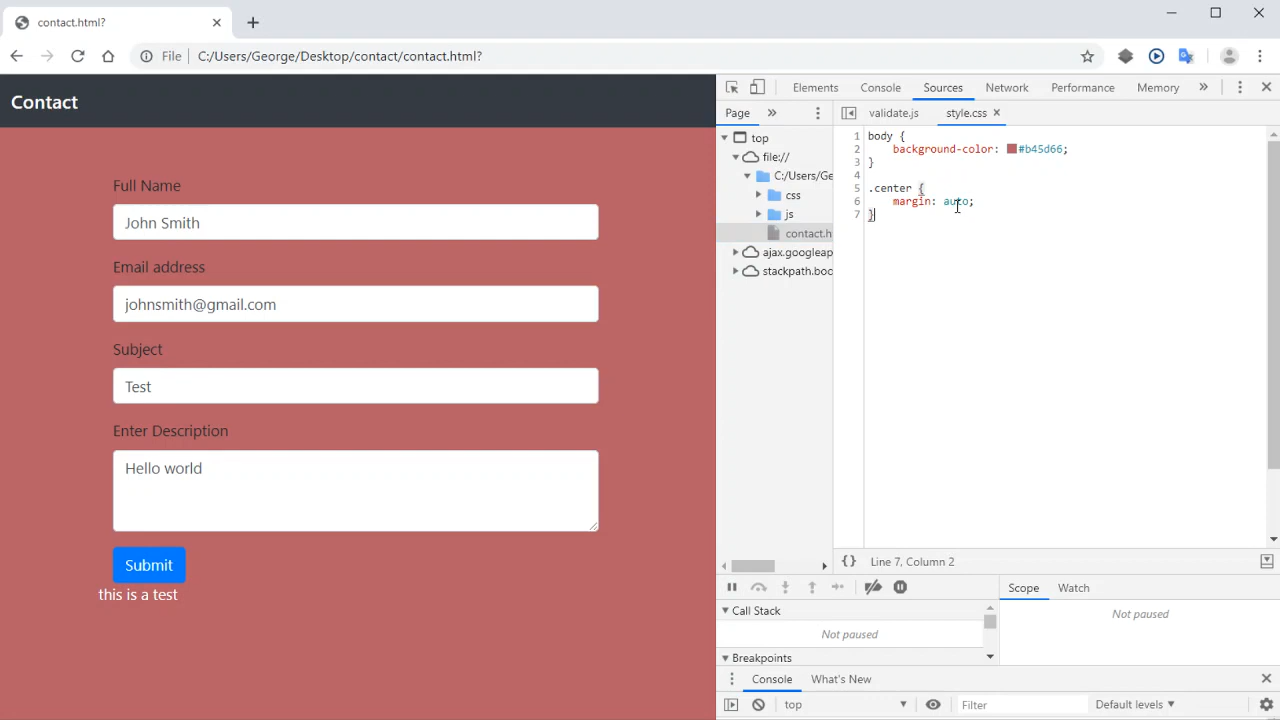 contact.html?
File
C:/Users/George/Desktop/contact/contact.html?
Contact
Full Name
John Smith
Email address
johnsmith@gmail.com
Subject
Test
Enter Description
Hello world
Submit
this is a test
Elements Console Sources Network Performance Memory
Page
top
file://
C:/Users/Ge
css
js
contact.h
ajax.googleap
stackpath.boo
validate.js style.css
1 body {
2 background-color: #b45d66;
3 }
4
5 .center {
6 margin: auto;
7 }
{} Line 7, Column 2
Call Stack
Not paused
Breakpoints
Scope Watch
Not paused
Console What's New
top Filter Default levels